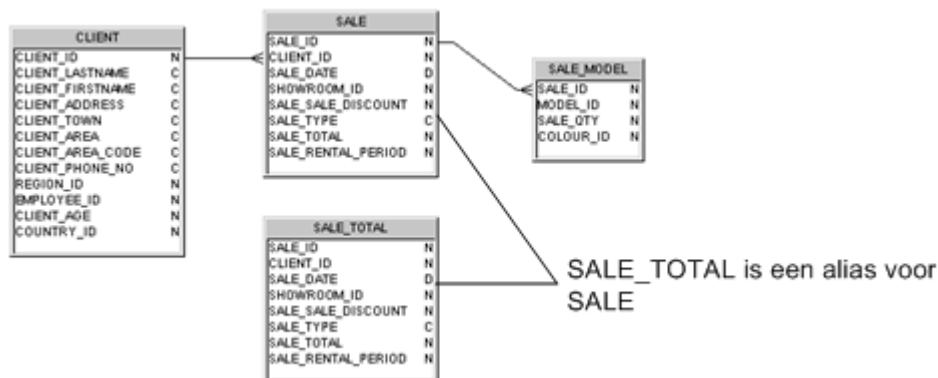 CLIENT
CLIENT_ID N
CLIENT_LASTNAME C
CLIENT_FIRSTNAME C
CLIENT_ADDRESS C
CLIENT_TOWN C
CLIENT_AREA C
CLIENT_AREA_CODE C
CLIENT_PHONE_NO C
REGION_ID N
EMPLOYEE_ID N
CLIENT_AGE N
COUNTRY_ID N
SALE
SALE_ID N
CLIENT_ID N
SALE_DATE D
SHOWROOM_ID N
SALE_SALE_DISCOUNT N
SALE_TYPE C
SALE_TOTAL N
SALE_RENTAL_PERIOD N
SALE_MODEL
SALE_ID N
MODEL_ID N
SALE_QTY N
COLOUR_ID N
SALE_TOTAL
SALE_ID N
CLIENT_ID N
SALE_DATE D
SHOWROOM_ID N
SALE_SALE_DISCOUNT N
SALE_TYPE C
SALE_TOTAL N
SALE_RENTAL_PERIOD N
SALE_TOTAL is een alias voor
SALE